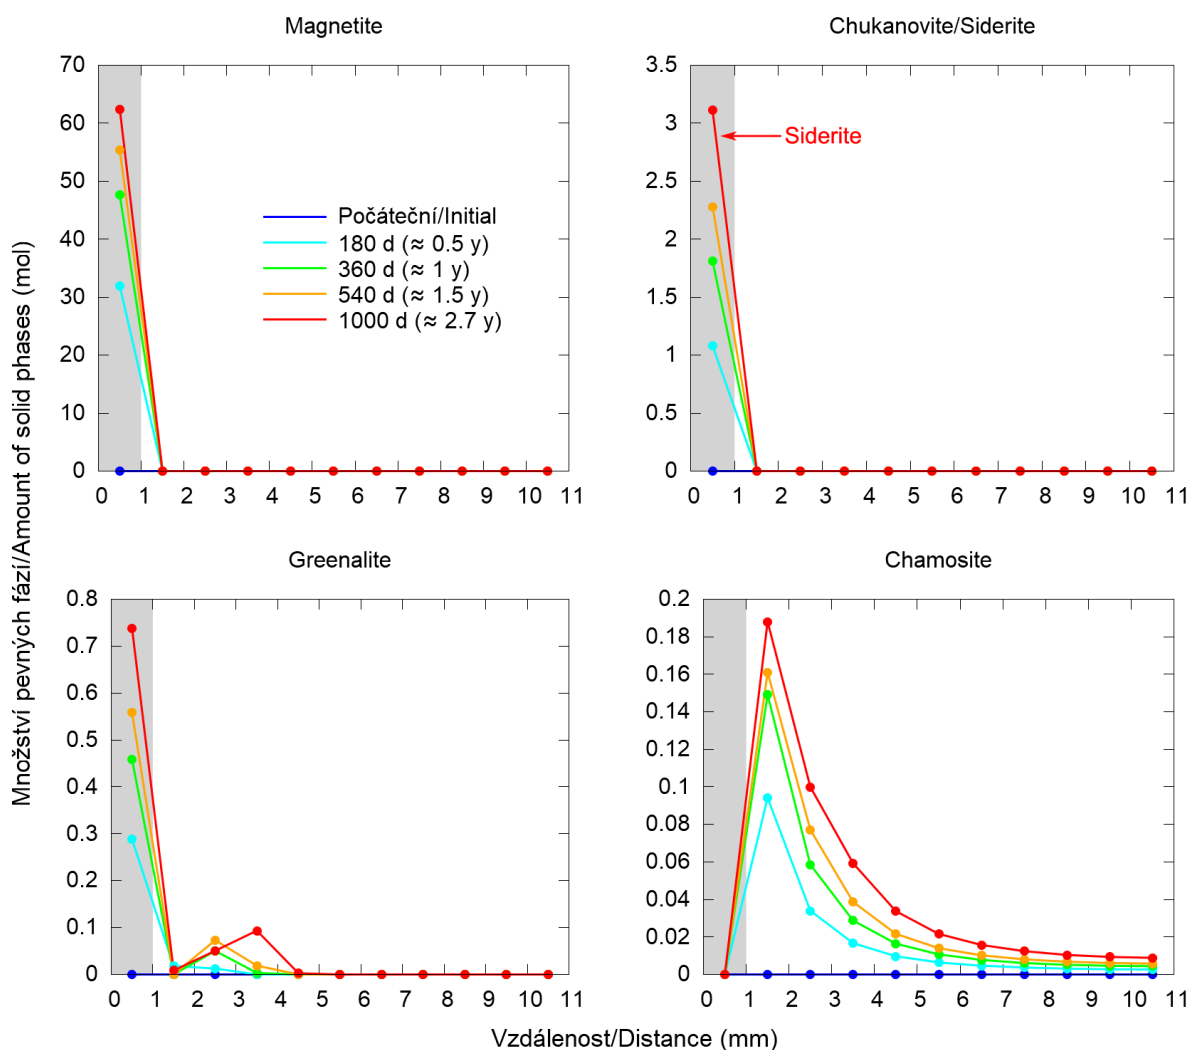 Magnetite
Chukanovite/Siderite
Množství pevných fází/Amount of solid phases (mol)
70
60
50
40
30
20
10
0
0 1 2 3 4 5 6 7 8 9 10 11
Počáteční/Initial
180 d (≈ 0.5 y)
360 d (≈ 1 y)
540 d (≈ 1.5 y)
1000 d (≈ 2.7 y)
3.5
3
2.5
2
1.5
1
0.5
0
0 1 2 3 4 5 6 7 8 9 10 11
Siderite
Greenalite
Chamosite
0.8
0.7
0.6
0.5
0.4
0.3
0.2
0.1
0
0 1 2 3 4 5 6 7 8 9 10 11
0.2
0.18
0.16
0.14
0.12
0.1
0.08
0.06
0.04
0.02
0
0 1 2 3 4 5 6 7 8 9 10 11
Vzdálenost/Distance (mm)